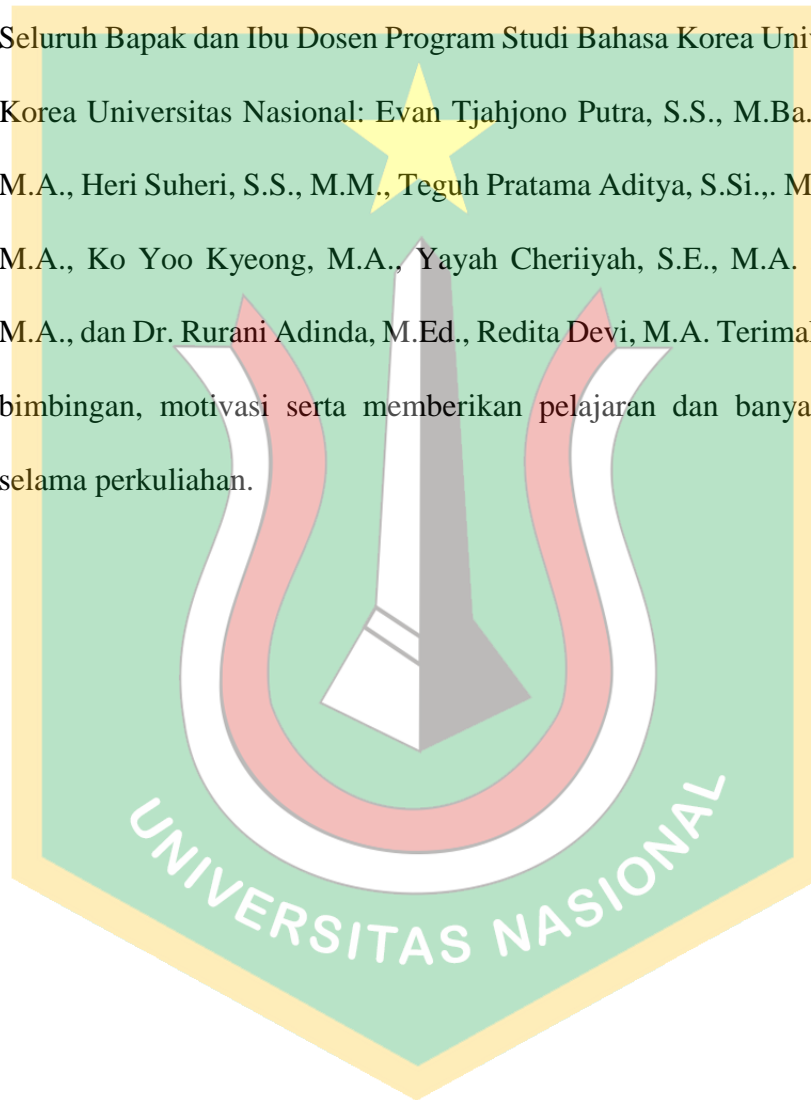 Seluruh Bapak dan Ibu Dosen Program Studi Bahasa Korea Univ
Korea Universitas Nasional: Evan Tjahjono Putra, S.S., M.Ba.
M.A., Heri Suheri, S.S., M.M., Teguh Pratama Aditya, S.Si.,. M
M.A., Ko Yoo Kyeong, M.A., Yayah Cheriiyah, S.E., M.A.
M.A., dan Dr. Rurani Adinda, M.Ed., Redita Devi, M.A. Terimak
bimbingan, motivasi serta memberikan pelajaran dan banya
selama perkuliahan.
UNIVERSITAS NASIONAL